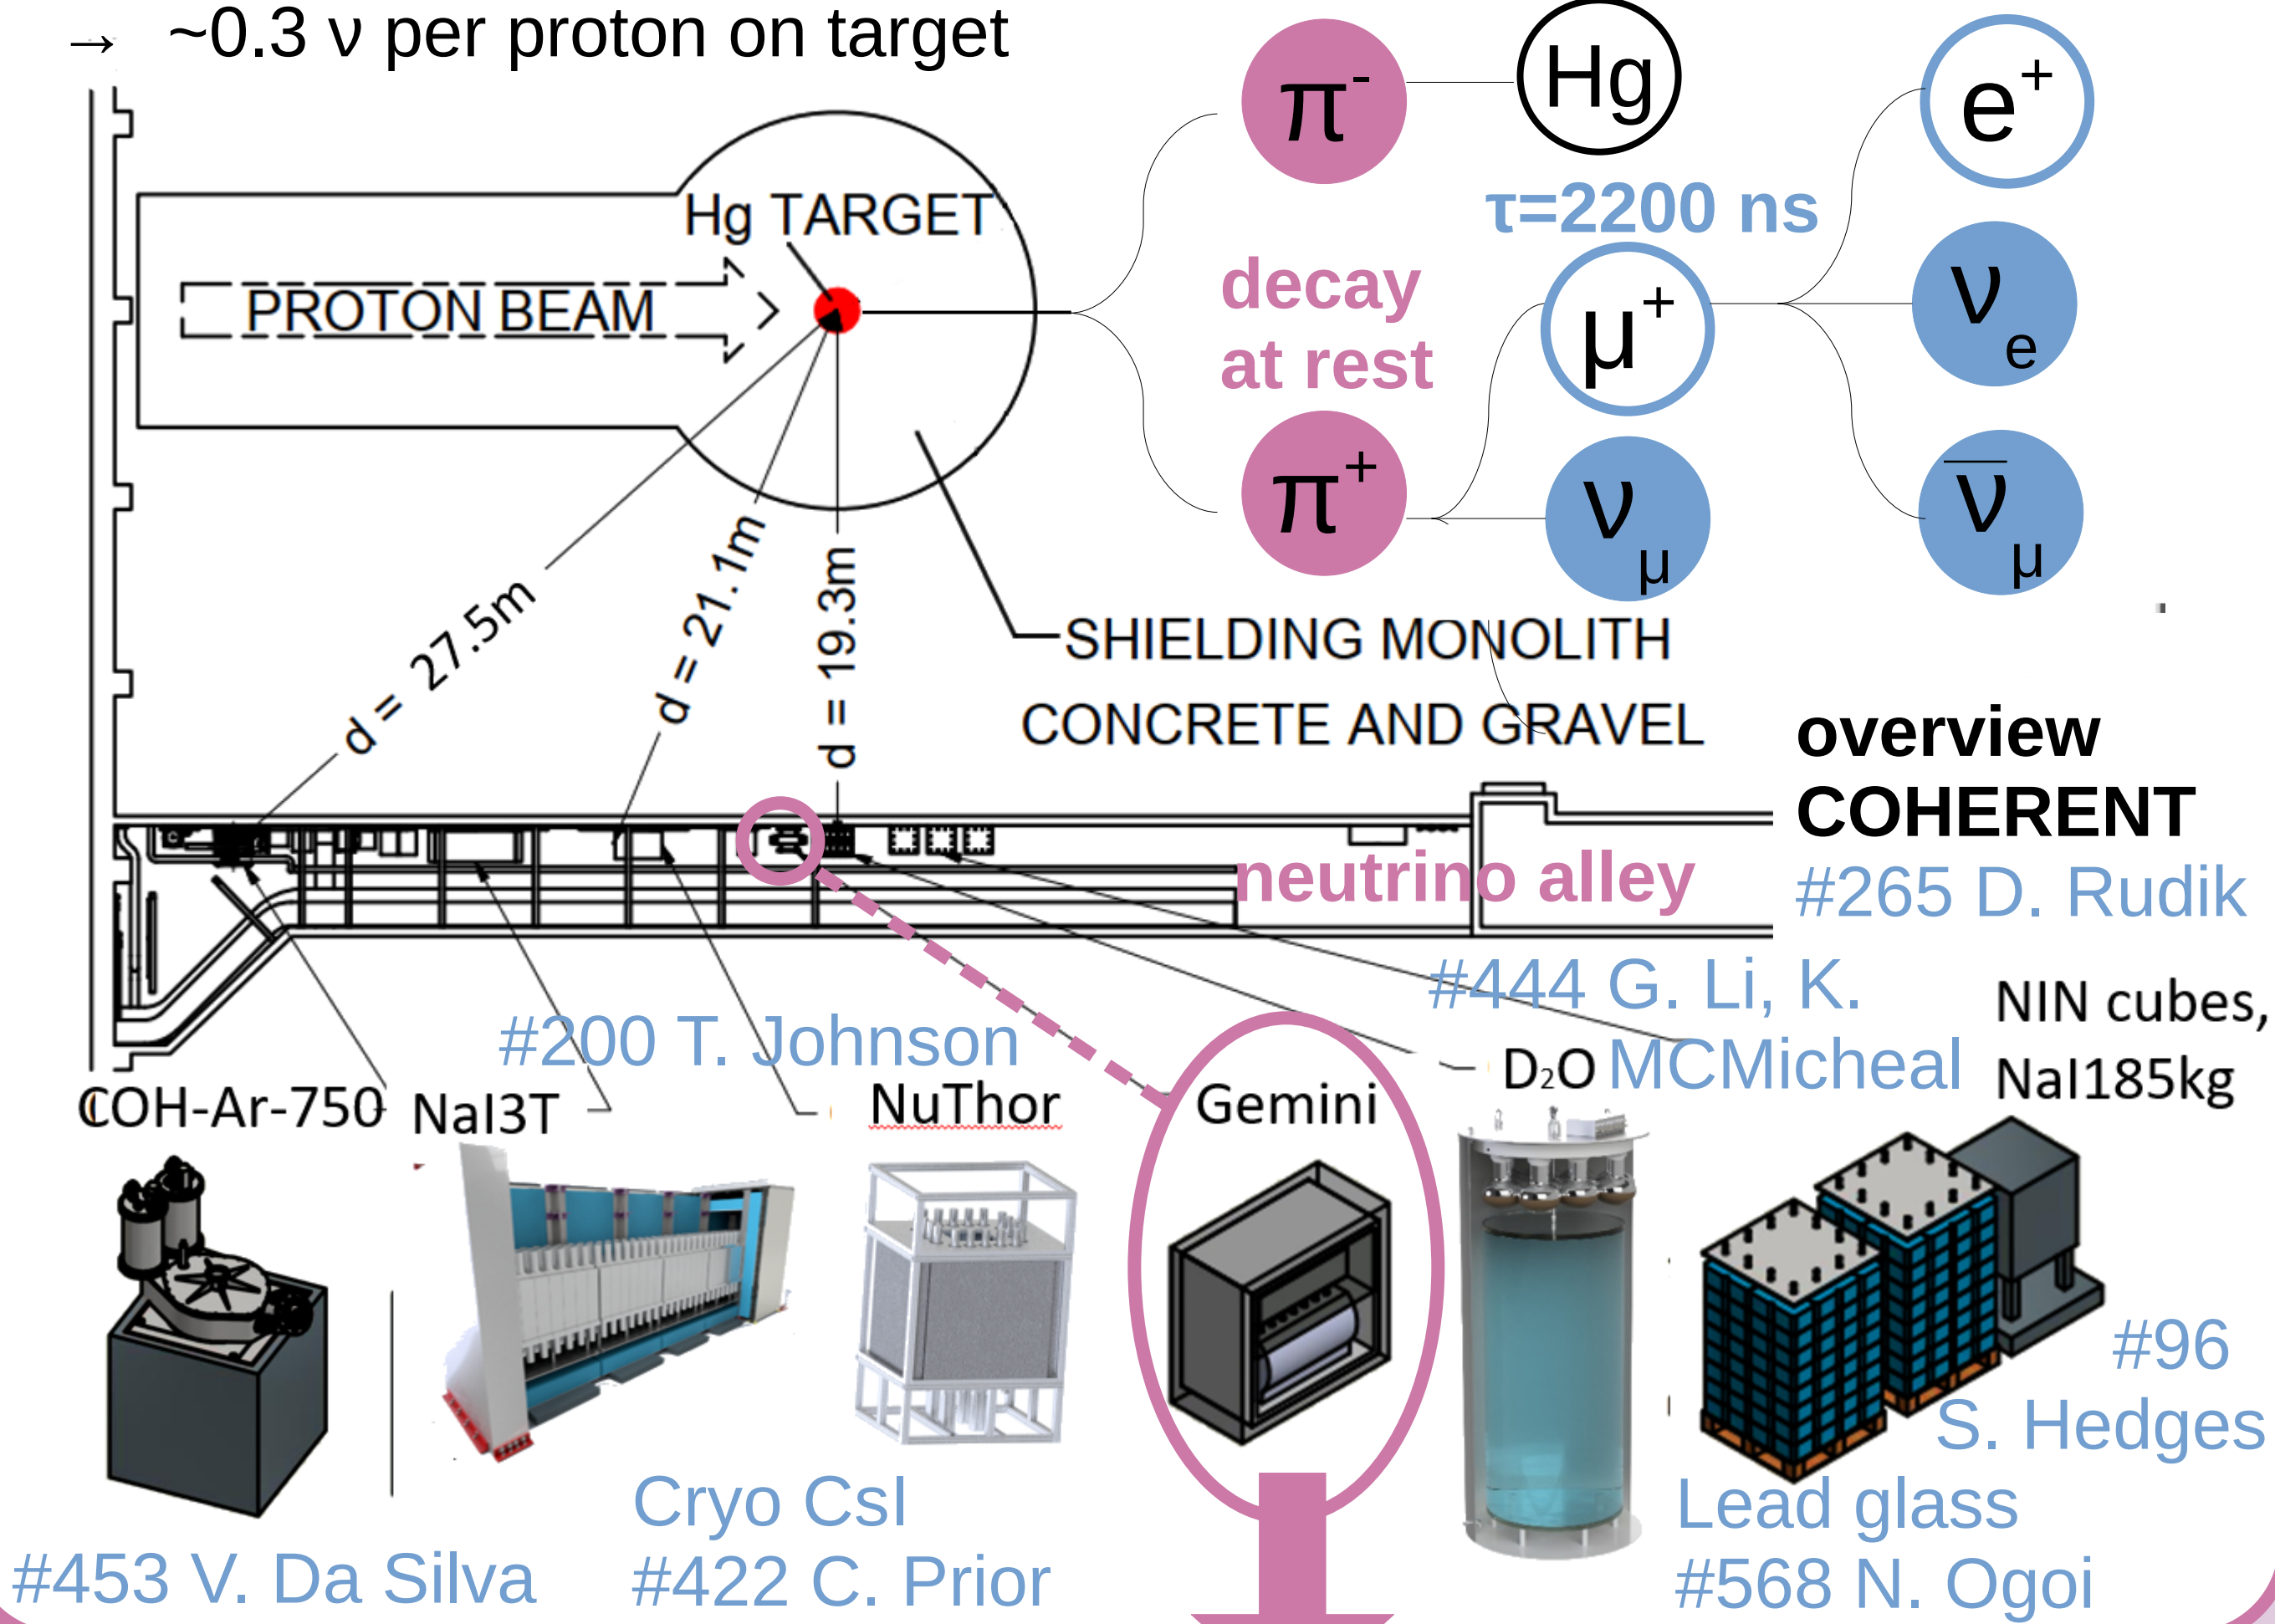 → ~0.3 ν per proton on target
π-
Hg
e+
τ=2200 ns
Hg TARGET
PROTON BEAM
decay
at rest
μ+
νe
π+
νμ
ν̅μ
d = 27.5m
d = 21.1m
d = 19.3m
SHIELDING MONOLITH
CONCRETE AND GRAVEL
overview
COHERENT
#265 D. Rudik
neutrino alley
#444 G. Li, K.
MCMicheal
#200 T. Johnson
NIN cubes,
NaI185kg
COH-Ar-750
NaI3T
NuThor
Gemini
D2O
#96
S. Hedges
Cryo CsI
#422 C. Prior
Lead glass
#568 N. Ogoi
#453 V. Da Silva